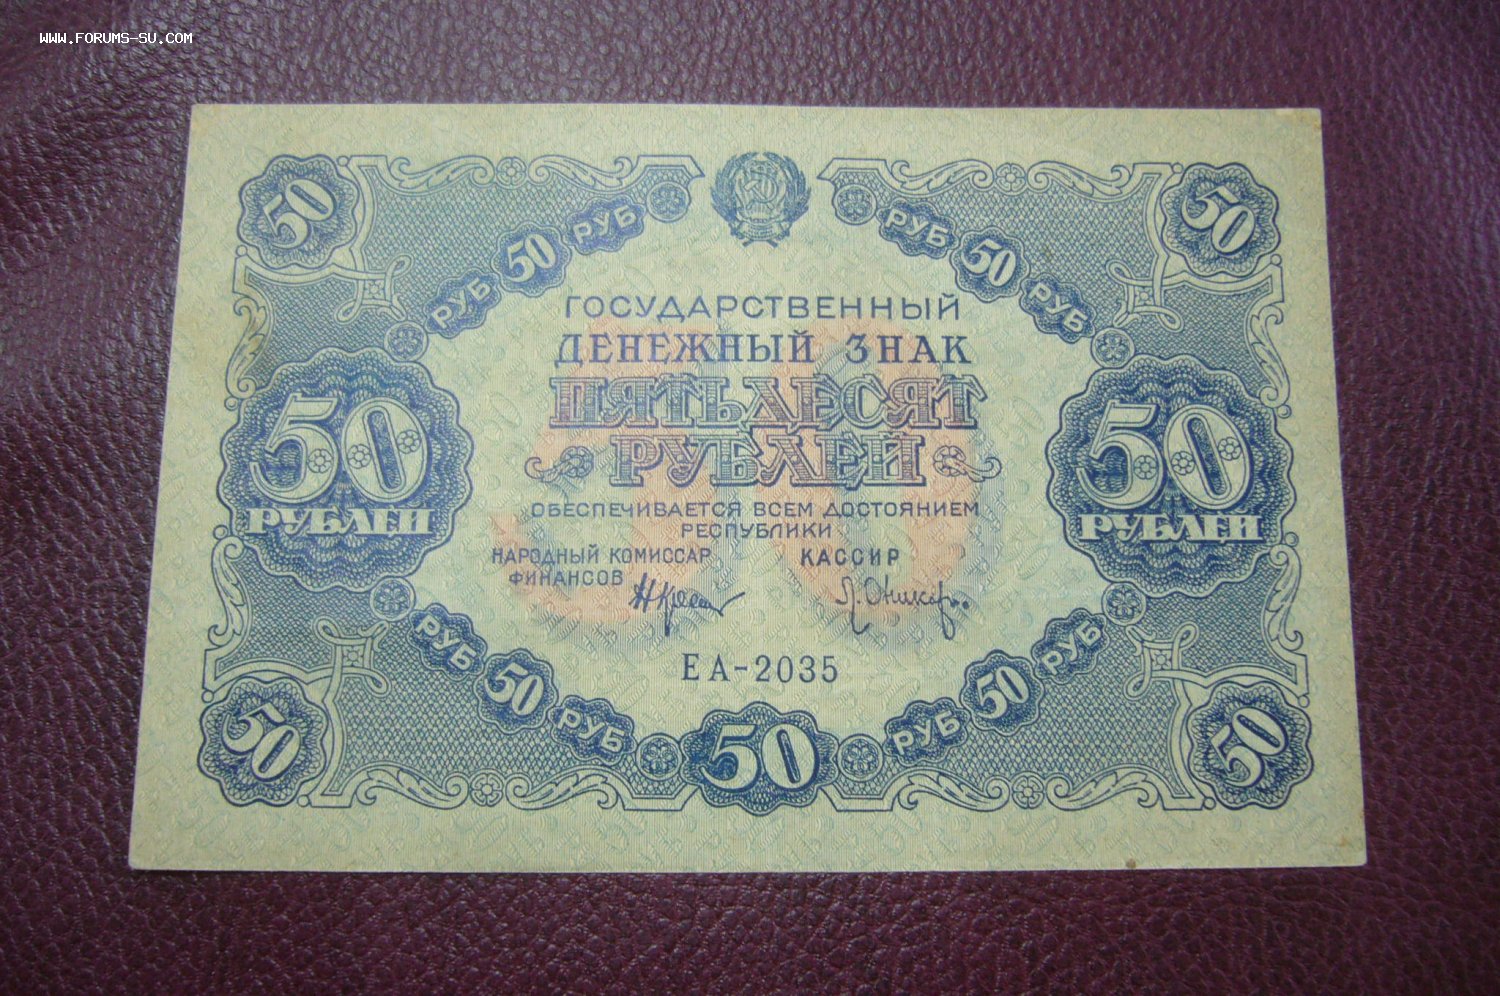 WWW.FORUMS-SU.COM
50 50
РУБ 50 РУБ РУБ 50 РУБ
ГОСУДАРСТВЕННЫЙ
ДЕНЕЖНЫЙ ЗНАК
ПЯТЬДЕСЯТ
РУБЛЕЙ
50 50
РУБЛЕЙ РУБЛЕЙ
ОБЕСПЕЧИВАЕТСЯ ВСЕМ ДОСТОЯНИЕМ
РЕСПУБЛИКИ
НАРОДНЫЙ КОМИССАР КАССИР
ФИНАНСОВ
ЕА-2035
РУБ 50 РУБ РУБ 50 РУБ
50 50 50